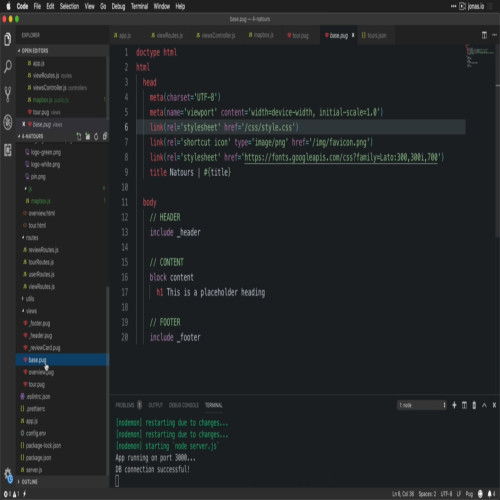 Code File Edit Selection View Go Debug Terminal Window Help
jonas.io
base.pug — 4-natours
EXPLORER
OPEN EDITORS
app.js
viewRoutes.js routes
viewsController.js controllers
mapbox.js public/js
tour.pug views
base.pug views
4-NATOURS
logo-green.png
logo-white.png
pin.png
js
mapbox.js
overview.html
tour.html
routes
reviewRoutes.js
tourRoutes.js
userRoutes.js
viewRoutes.js
utils
views
_footer.pug
_header.pug
_reviewCard.pug
base.pug
overview.pug
tour.pug
.eslintrc.json
.prettierrc
app.js
config.env
package-lock.json
package.json
server.js
OUTLINE
app.js viewRoutes.js viewsController.js mapbox.js tour.pug base.pug tours.json
1 doctype html
2 html
3 head
4 meta(charset='UTF-8')
5 meta(name='viewport' content='width=device-width, initial-scale=1.0')
6 link(rel='stylesheet' href='/css/style.css')
7 link(rel='shortcut icon' type='image/png' href='/img/favicon.png')
8 link(rel='stylesheet' href='https://fonts.googleapis.com/css?family=Lato:300,300i,700')
9 title Natours | #{title}
10
11 body
12 // HEADER
13 include _header
14
15 // CONTENT
16 block content
17 h1 This is a placeholder heading
18
19 // FOOTER
20 include _footer
PROBLEMS OUTPUT DEBUG CONSOLE TERMINAL
1: node
[nodemon] restarting due to changes...
[nodemon] restarting due to changes...
[nodemon] starting `node server.js`
App running on port 3000...
DB connection successful!
Ln 6, Col 36 Spaces: 2 UTF-8 LF Pug